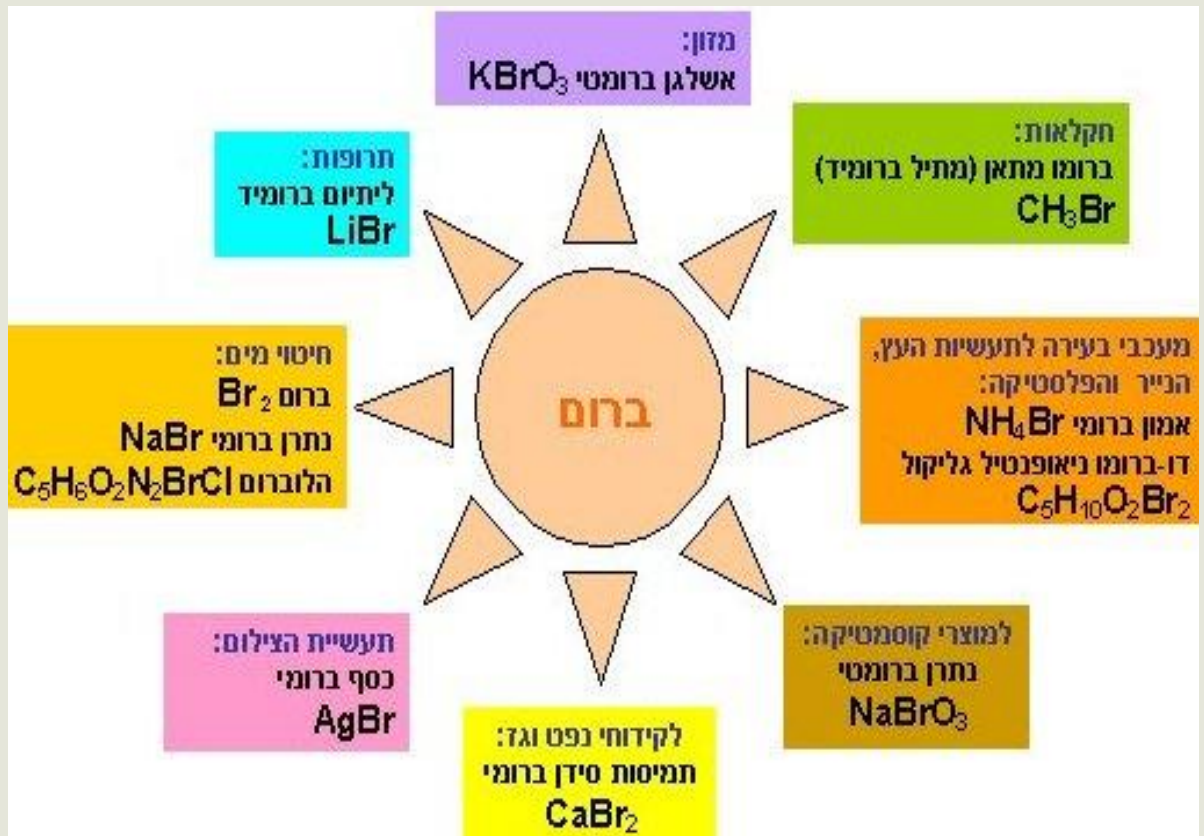 מזון:
אשלגן ברומטי KBrO₃
חקלאות:
ברומו מתאן (מתיל ברומיד)
CH₃Br
תרופות:
ליתיום ברומיד
LiBr
מעכבי בעירה לתעשיות העץ,
הנייר והפלסטיקה:
אמון ברומי NH₄Br
דו-ברומו ניאופנטיל גליקול
C₅H₁₀O₂Br₂
ברום
חיטוי מים:
ברום Br₂
נתרן ברומי NaBr
הלוברום C₅H₆O₂N₂BrCl
למוצרי קוסמטיקה:
נתרן ברומטי
NaBrO₃
תעשיית הצילום:
כסף ברומי
AgBr
לקידוחי נפט וגז:
תמיסות סידן ברומי
CaBr₂